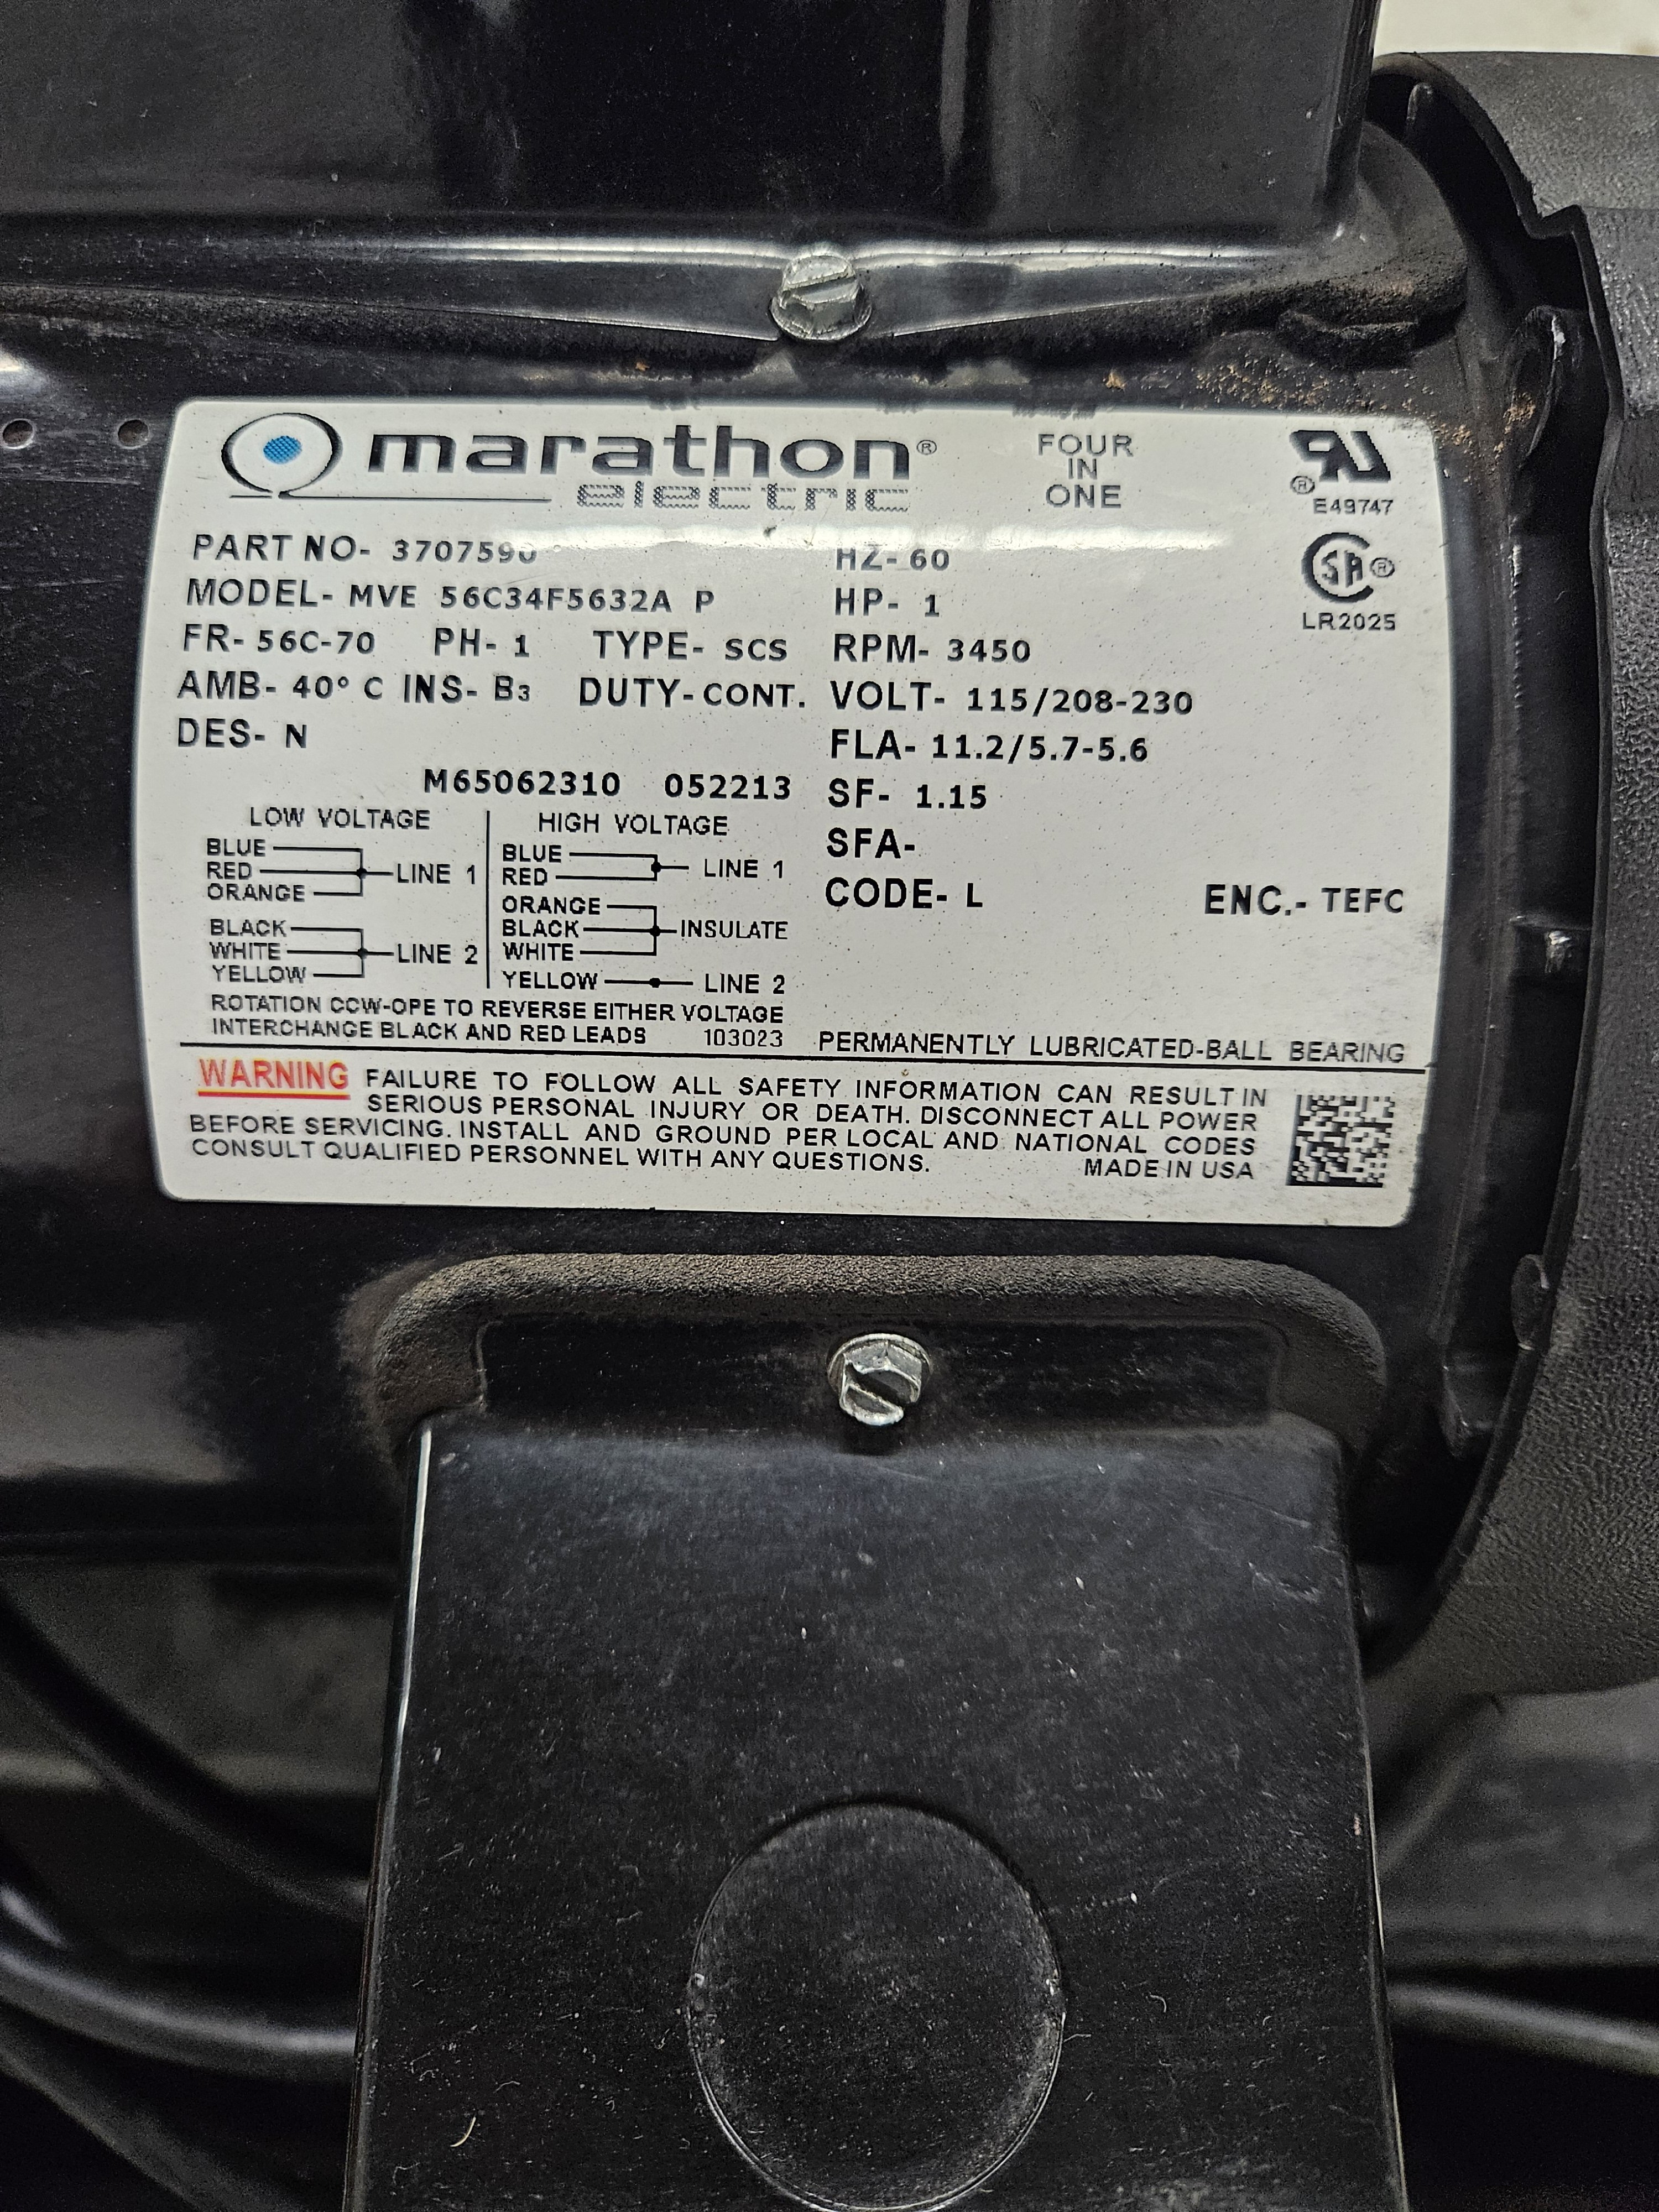 marathon®
electric
FOUR
IN
ONE
®
E49747
PART NO- 3707590
MODEL- MVE 56C34F5632A P
FR- 56C-70 PH- 1 TYPE- SCS
AMB- 40° C INS- B3 DUTY- CONT.
DES- N
HZ- 60
HP- 1
RPM- 3450
VOLT- 115/208-230
FLA- 11.2/5.7-5.6
SF- 1.15
SFA-
CODE- L
ENC.- TEFC
SA ®
LR2025
M65062310 052213
LOW VOLTAGE
BLUE
RED
ORANGE
LINE 1
BLACK
WHITE
YELLOW
LINE 2
HIGH VOLTAGE
BLUE
RED
LINE 1
ORANGE
BLACK
WHITE
INSULATE
YELLOW
LINE 2
ROTATION CCW-OPE TO REVERSE EITHER VOLTAGE
INTERCHANGE BLACK AND RED LEADS 103023
PERMANENTLY LUBRICATED-BALL BEARING
WARNING FAILURE TO FOLLOW ALL SAFETY INFORMATION CAN RESULT IN
SERIOUS PERSONAL INJURY OR DEATH. DISCONNECT ALL POWER
BEFORE SERVICING. INSTALL AND GROUND PER LOCAL AND NATIONAL CODES
CONSULT QUALIFIED PERSONNEL WITH ANY QUESTIONS.
MADE IN USA